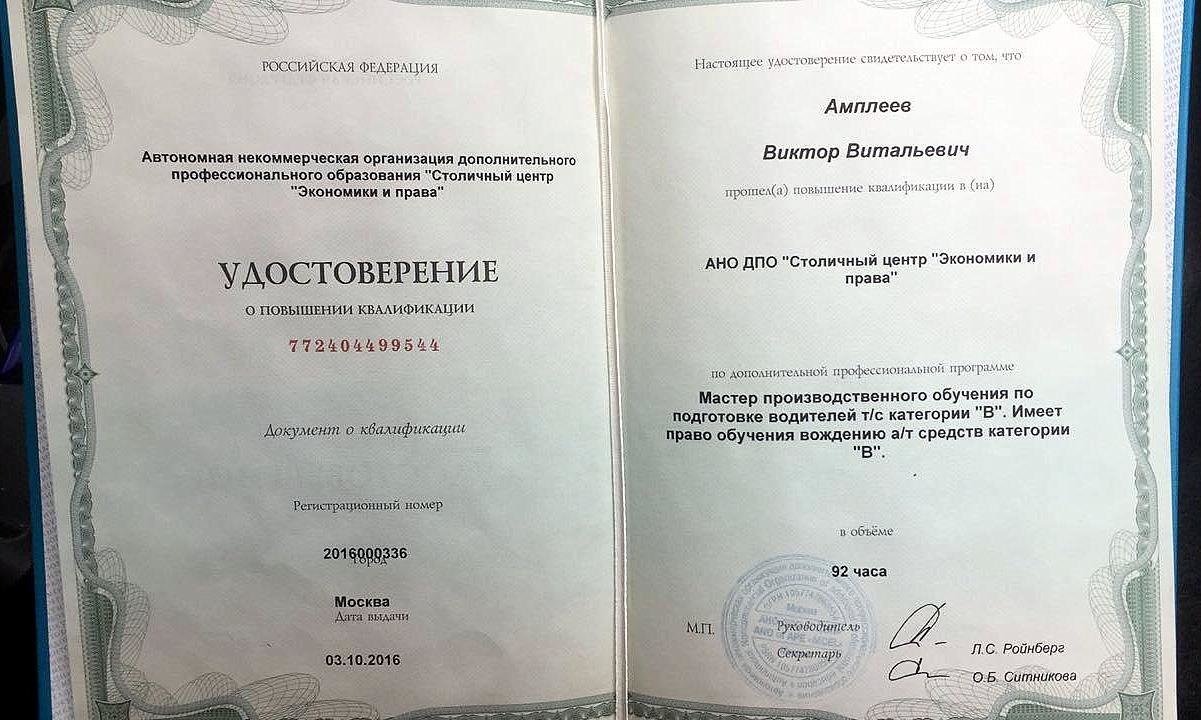 РОССИЙСКАЯ ФЕДЕРАЦИЯ
Автономная некоммерческая организация дополнительного
профессионального образования "Столичный центр
"Экономики и права"
УДОСТОВЕРЕНИЕ
О ПОВЫШЕНИИ КВАЛИФИКАЦИИ
772404499544
Документ о квалификации
Регистрационный номер
2016000336
Город
Москва
Дата выдачи
03.10.2016
Настоящее удостоверение свидетельствует о том, что
Амплеев
Виктор Витальевич
прошел(а) повышение квалификации в (на)
АНО ДПО "Столичный центр "Экономики и
права"
по дополнительной профессиональной программе
Мастер производственного обучения по
подготовке водителей т/с категории "В". Имеет
право обучения вождению а/т средств категории
"В".
в объёме
92 часа
М.П.
Руководитель
Л.С. Ройнберг
Секретарь
О.Б. Ситникова
Москва